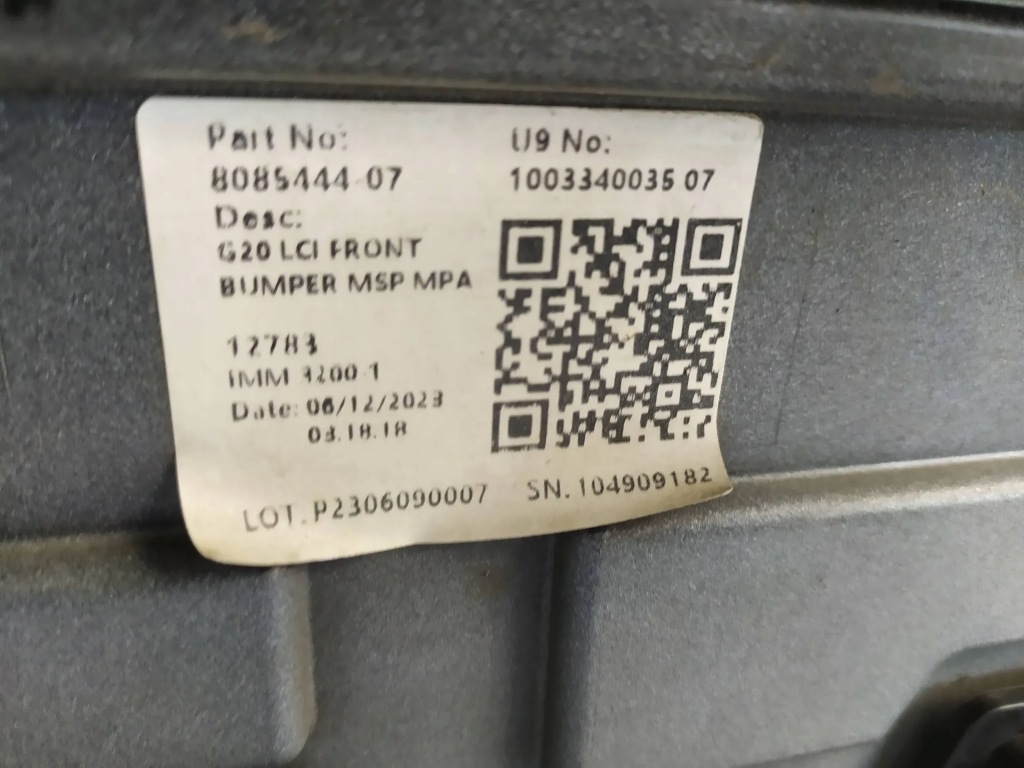 Part No:
8085444-07
Desc:
G20 LCI FRONT
BUMPER MSP MPA
12783
IMM 3200-1
Date: 06/12/2023
03.18.18
U9 No:
1003340035 07
LOT. P2306090007
SN. 104909182